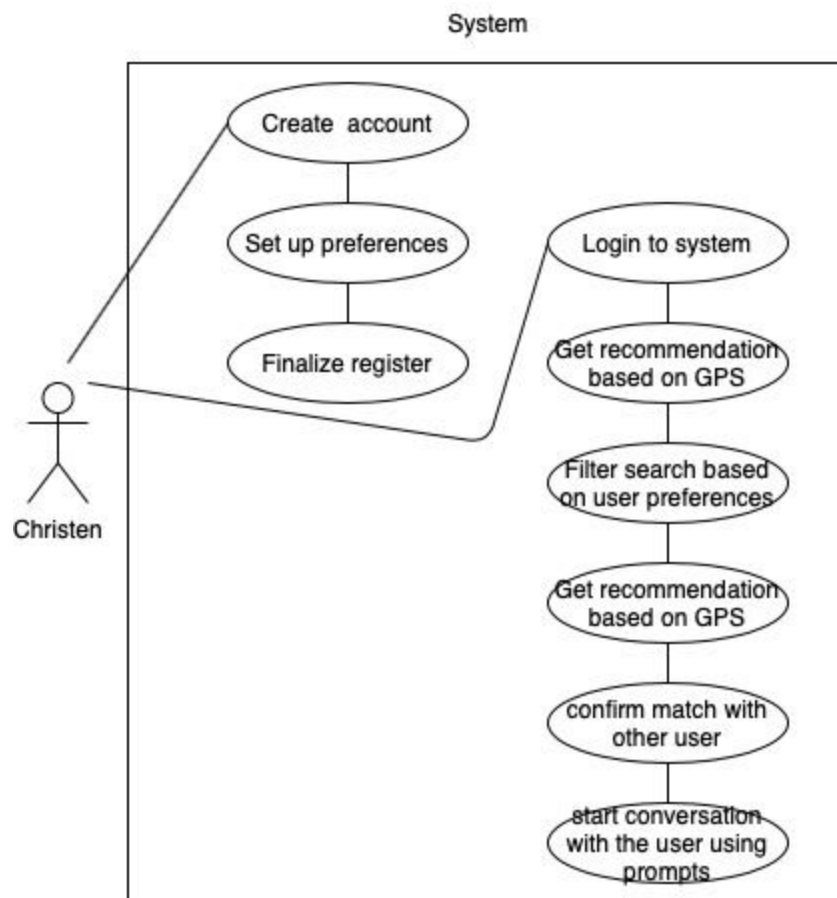 System
Create account
Set up preferences
Finalize register
Christen
Login to system
Get recommendation
based on GPS
Filter search based
on user preferences
Get recommendation
based on GPS
confirm match with
other user
start conversation
with the user using
prompts